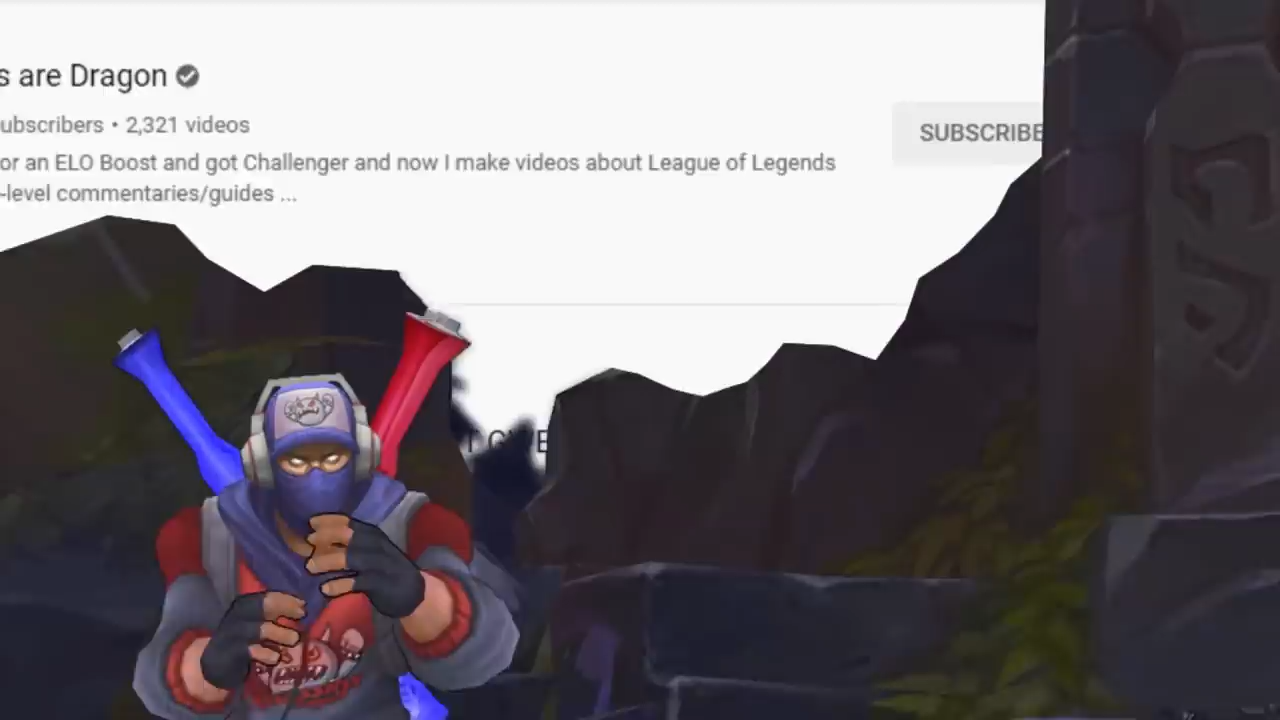 s are Dragon
ubscribers • 2,321 videos
SUBSCRIBE
or an ELO Boost and got Challenger and now I make videos about League of Legends
-level commentaries/guides ...